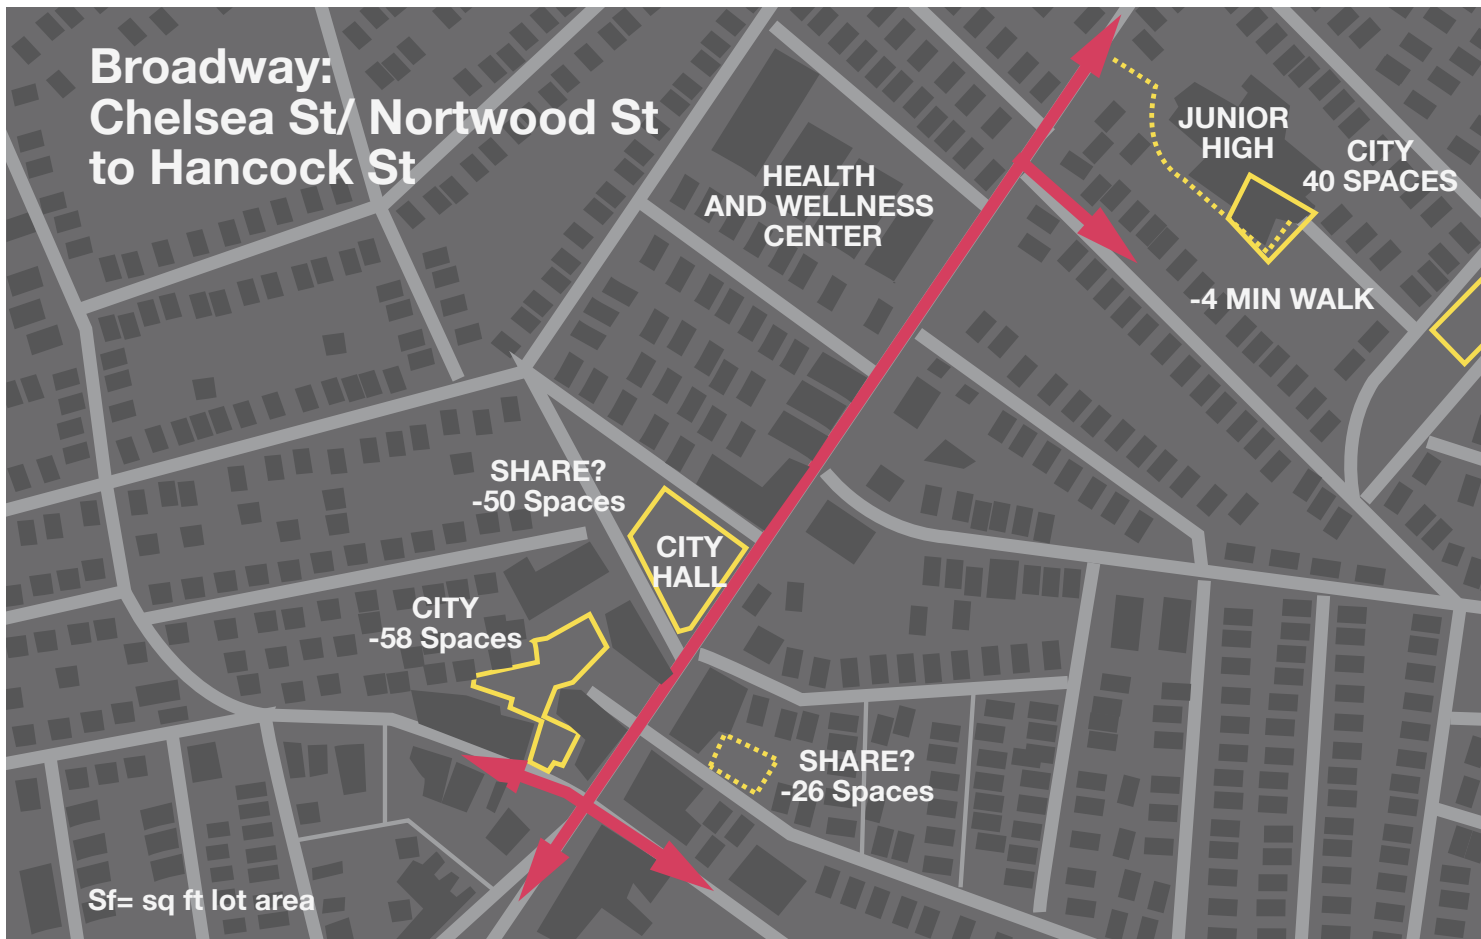 Broadway:
Chelsea St/ Nortwood St
to Hancock St
JUNIOR
HIGH
CITY
40 SPACES
HEALTH
AND WELLNESS
CENTER
-4 MIN WALK
SHARE?
-50 Spaces
CITY
HALL
CITY
-58 Spaces
SHARE?
-26 Spaces
Sf= sq ft lot area